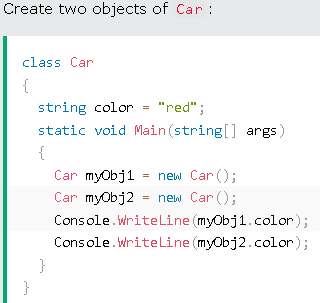 Create two objects of Car :
class Car
{
  string color = "red";
  static void Main(string[] args)
  {
    Car myObj1 = new Car();
    Car myObj2 = new Car();
    Console.WriteLine(myObj1.color);
    Console.WriteLine(myObj2.color);
  }
}